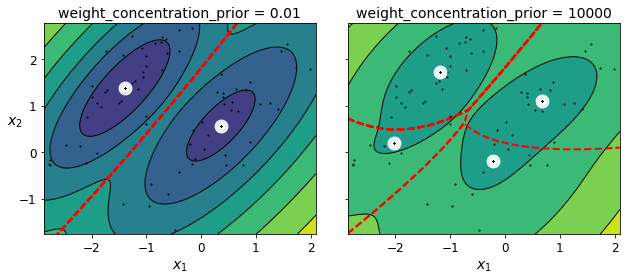 weight_concentration_prior = 0.01
weight_concentration_prior = 10000
x₂
2
1
0
−1
−2
−1
0
1
2
−2
−1
0
1
2
x₁
x₁